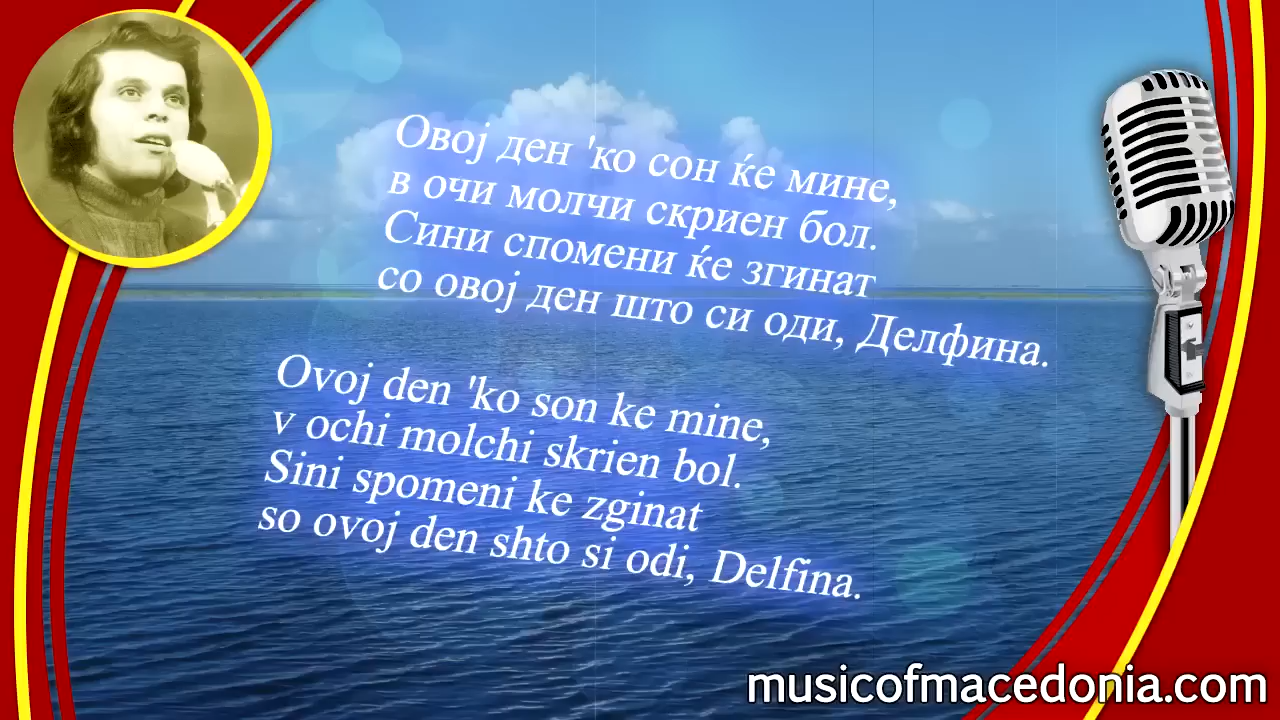 Овој ден 'ко сон ќе мине,
в очи молчи скриен бол.
Сини спомени ќе згинат
со овој ден што си оди, Делфина.
Ovoj den 'ko son ke mine,
v ochi molchi skrien bol.
Sini spomeni ke zginat
so ovoj den shto si odi, Delfina.
musicofmacedonia.com